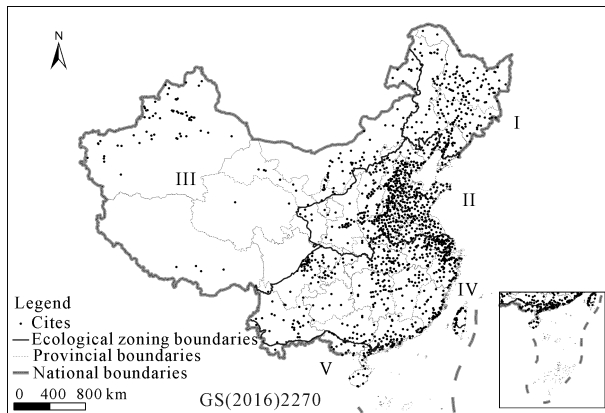 N
I
III
II
IV
Legend
Cites
Ecological zoning boundaries
Provincial boundaries
National boundaries
V
0 400 800 km
GS(2016)2270